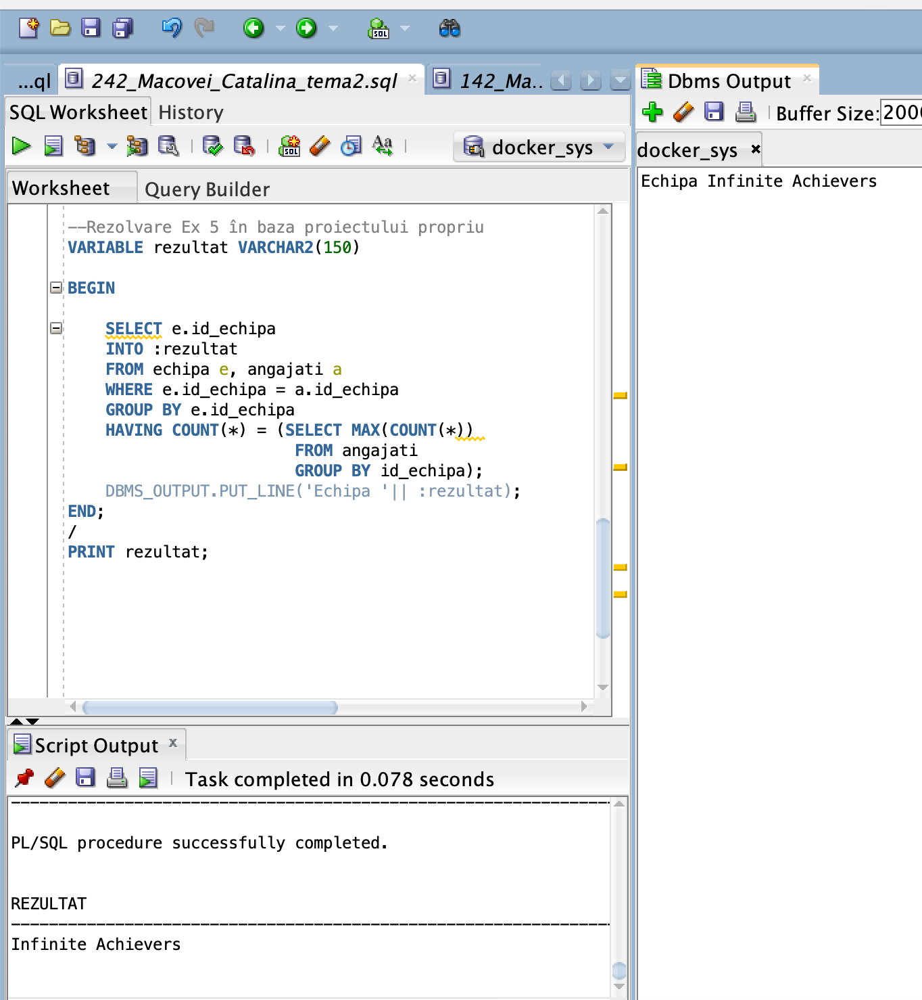 ...ql
242_Macovei_Catalina_tema2.sql
142_Ma..
Dbms Output
SQL Worksheet
History
Buffer Size:
docker_sys
docker_sys
Worksheet
Query Builder
Echipa Infinite Achievers
--Rezolvare Ex 5 în baza proiectului propriu
VARIABLE rezultat VARCHAR2(150)
BEGIN
SELECT e.id_echipa
INTO :rezultat
FROM echipa e, angajati a
WHERE e.id_echipa = a.id_echipa
GROUP BY e.id_echipa
HAVING COUNT(*) = (SELECT MAX(COUNT(*))
FROM angajati
GROUP BY id_echipa);
DBMS_OUTPUT.PUT_LINE('Echipa '|| :rezultat);
END;
/
PRINT rezultat;
Script Output
Task completed in 0.078 seconds
PL/SQL procedure successfully completed.
REZULTAT
Infinite Achievers